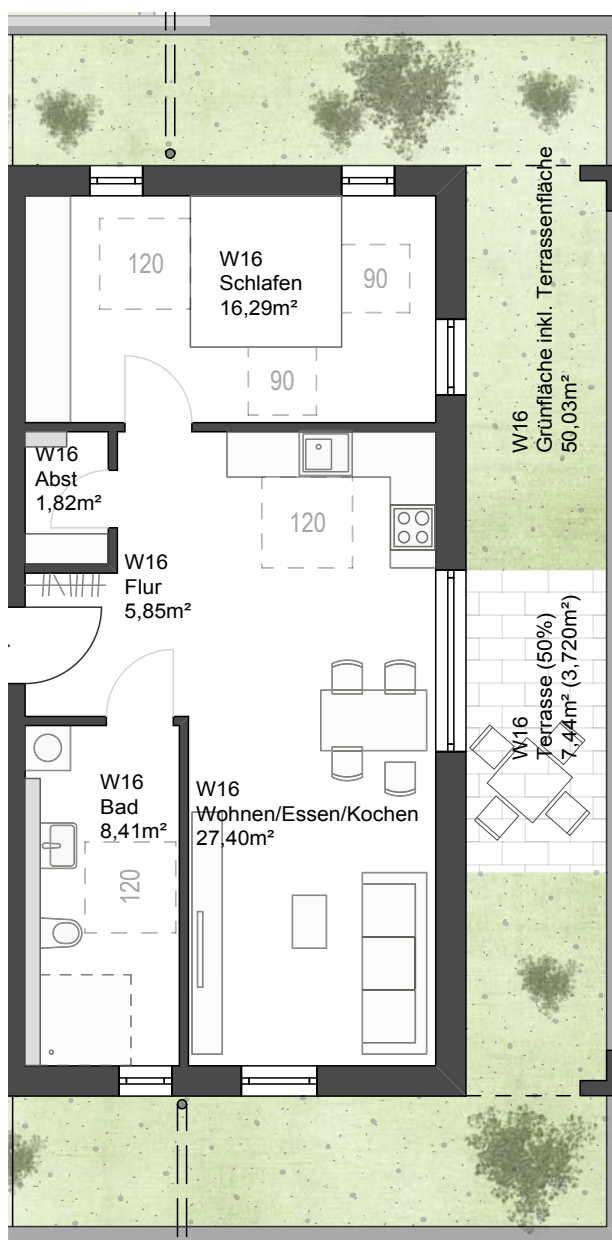 120
W16
Schlafen
16,29m²
90
90
W16
Grünfläche inkl. Terrassenfläche
50,03m²
W16
Abst
1,82m²
120
W16
Flur
5,85m²
W16
Terrasse (50%)
7,44m² (3,720m²)
W16
Bad
8,41m²
W16
Wohnen/Essen/Kochen
27,40m²
120